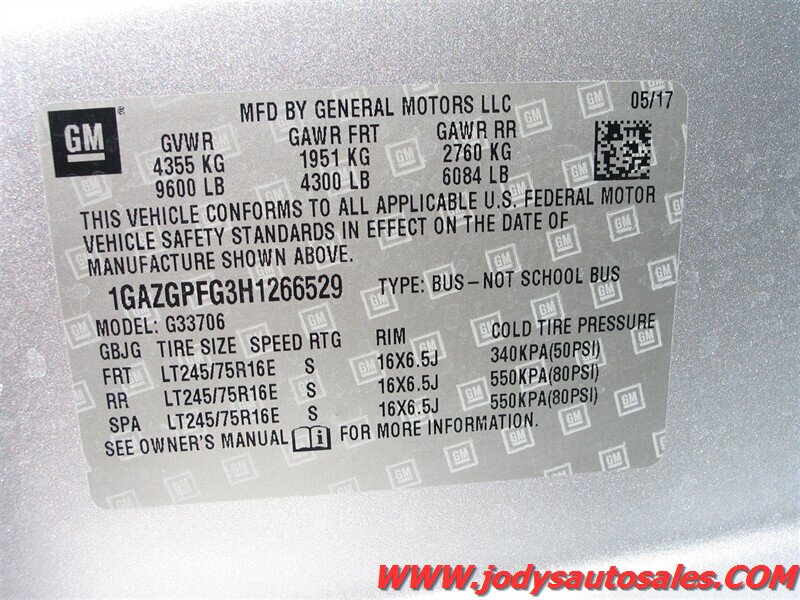 GM
®
MFD BY GENERAL MOTORS LLC 05/17
GVWR GAWR FRT GAWR RR
4355 KG 1951 KG 2760 KG
9600 LB 4300 LB 6084 LB
THIS VEHICLE CONFORMS TO ALL APPLICABLE U.S. FEDERAL MOTOR
VEHICLE SAFETY STANDARDS IN EFFECT ON THE DATE OF
MANUFACTURE SHOWN ABOVE.
1GAZGPFG3H1266529 TYPE: BUS-NOT SCHOOL BUS
MODEL: G33706
GBJG TIRE SIZE SPEED RTG RIM COLD TIRE PRESSURE
FRT LT245/75R16E S 16X6.5J 340KPA(50PSI)
RR LT245/75R16E S 16X6.5J 550KPA(80PSI)
SPA LT245/75R16E S 16X6.5J 550KPA(80PSI)
SEE OWNER'S MANUAL FOR MORE INFORMATION.
www.jodysautosales.COM